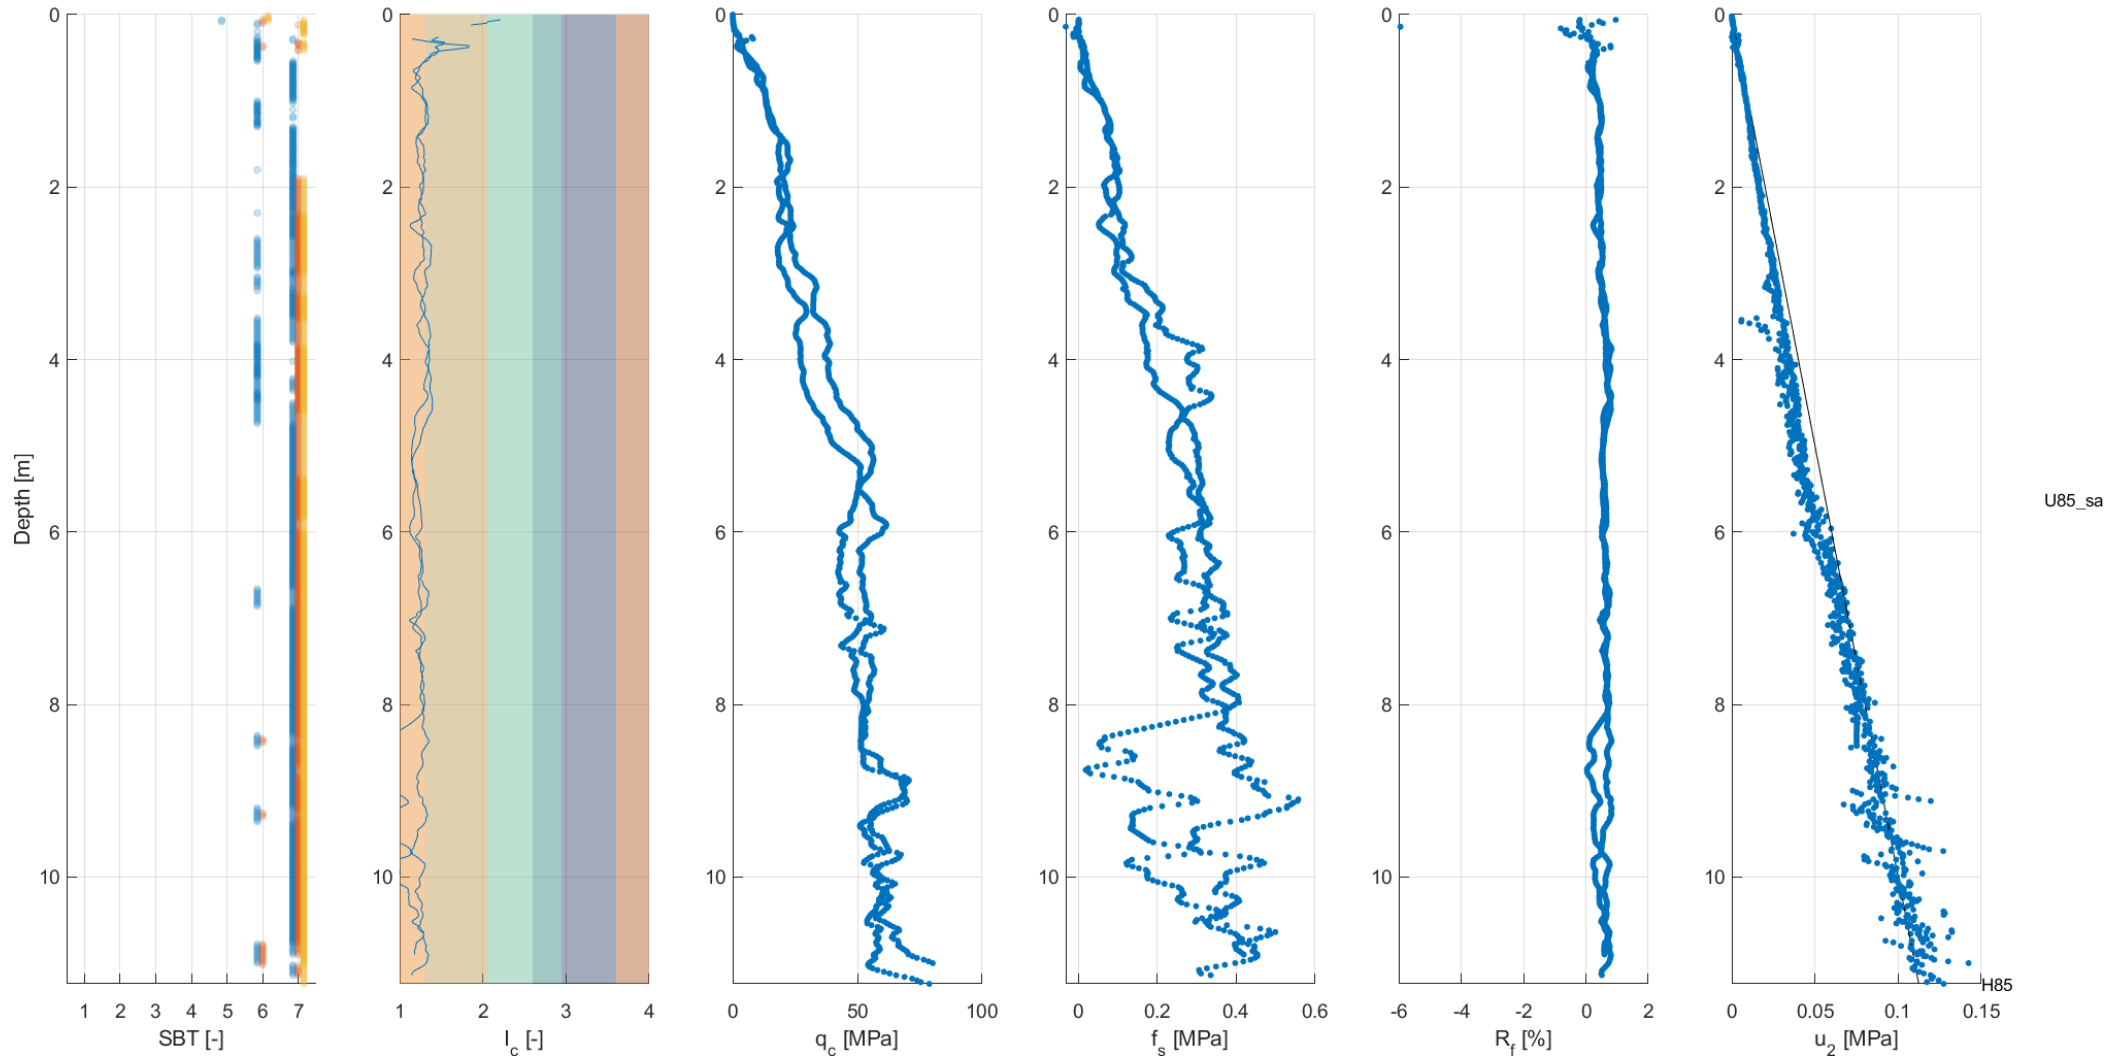 0 0 0 0 0 0
2 2 2 2 2 2
4 4 4 4 4 4
Depth [m]
U85_sa
6 6 6 6 6 6
8 8 8 8 8 8
10 10 10 10 10 10
H85
1 2 3 4 5 6 7 1 2 3 4 0 50 100 0 0.2 0.4 0.6 -6 -4 -2 0 2 0 0.05 0.1 0.15
SBT [-] I_c [-] q_c [MPa] f_s [MPa] R_f [%] u_2 [MPa]